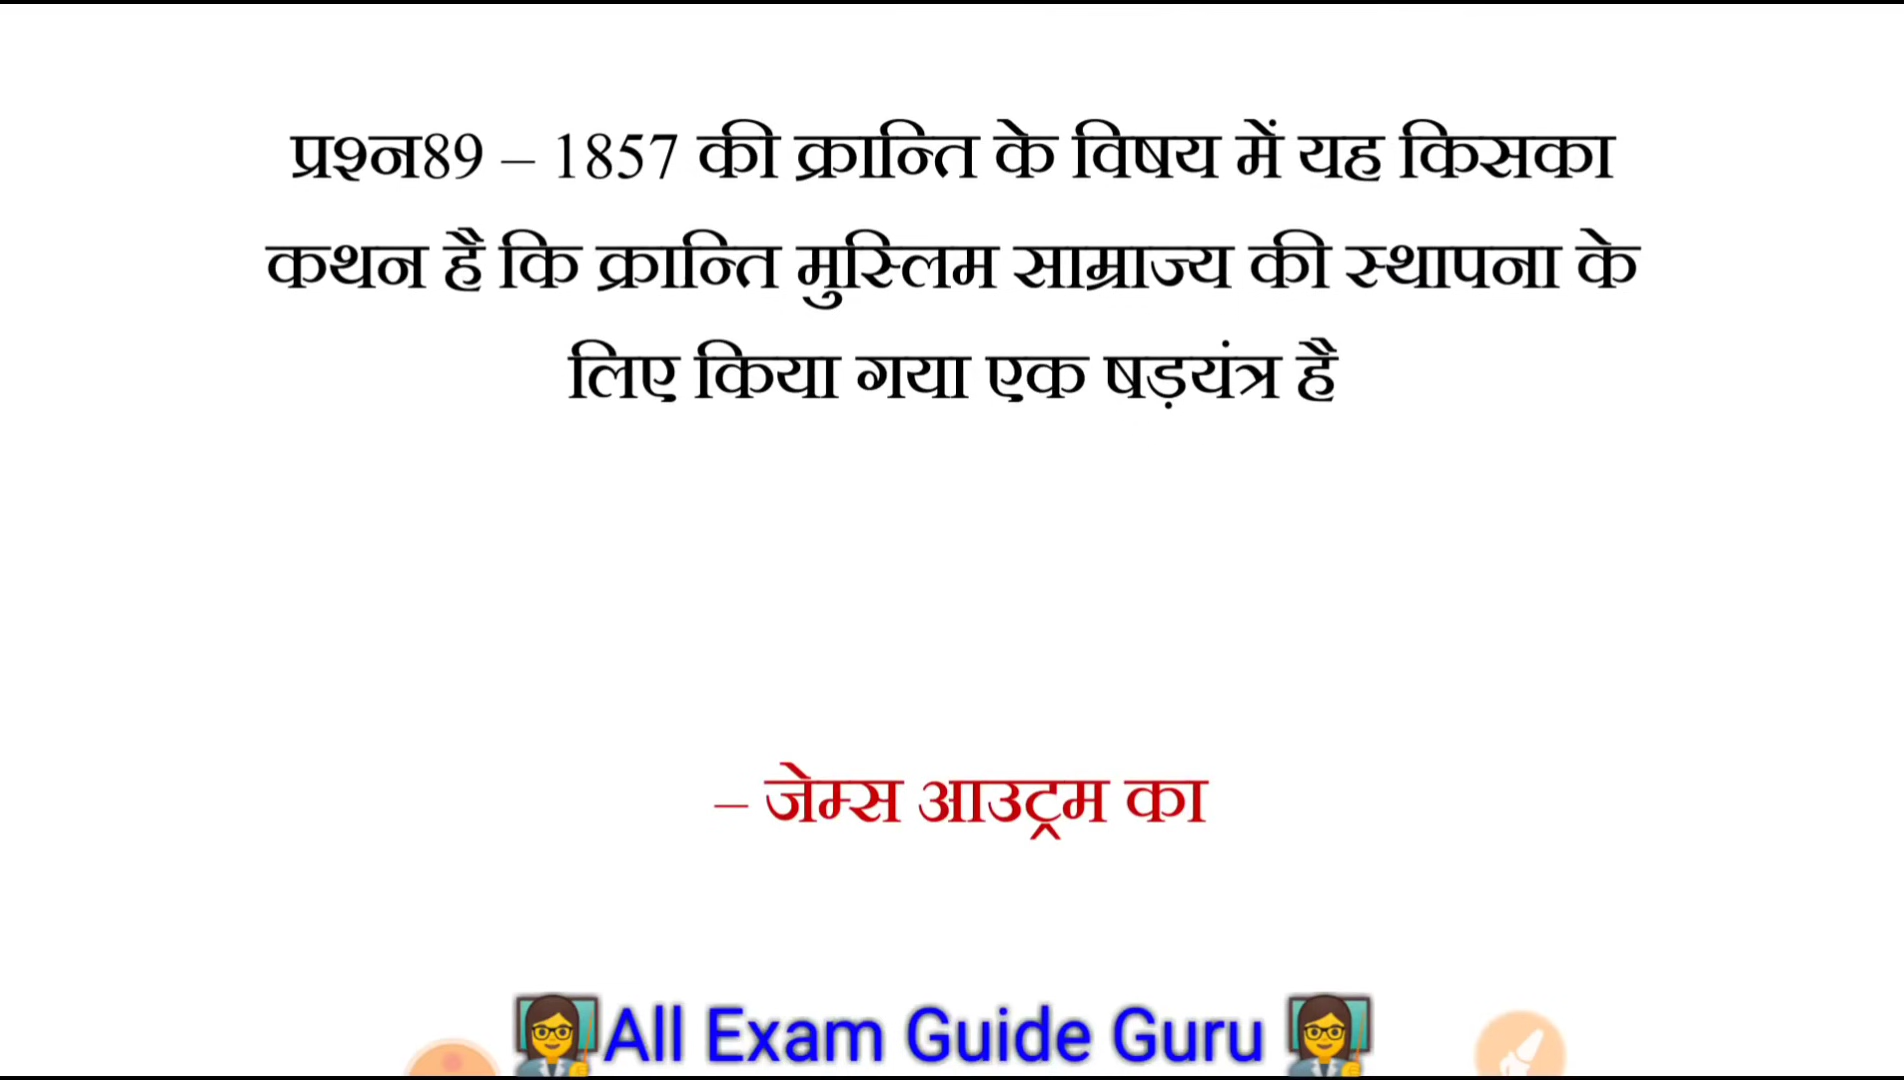 प्रश्न89 – 1857 की क्रान्ति के विषय में यह किसका
कथन है कि क्रान्ति मुस्लिम साम्राज्य की स्थापना के
लिए किया गया एक षड़यंत्र है
– जेम्स आउट्रम का
All Exam Guide Guru